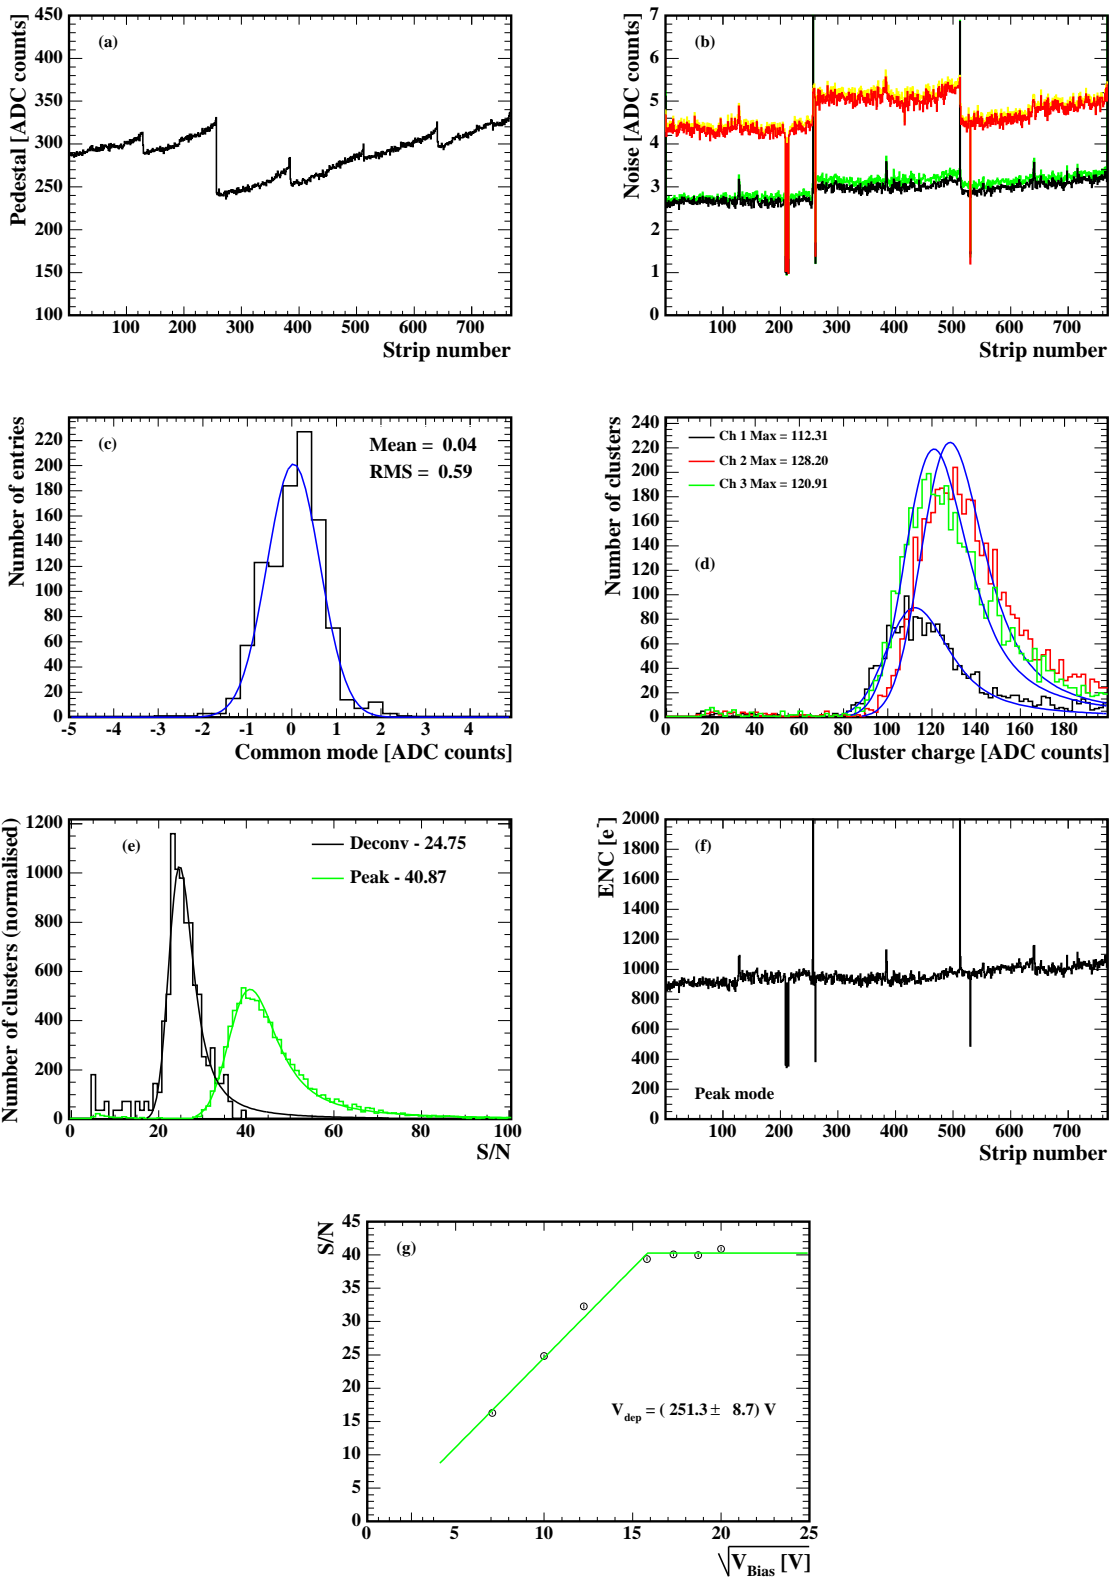 Pedestal [ADC counts]
(a)
450
400
350
300
250
200
150
100
100 200 300 400 500 600 700
Strip number
Noise [ADC counts]
(b)
7
6
5
4
3
2
1
0
100 200 300 400 500 600 700
Strip number
Number of entries
(c)
Mean = 0.04
RMS = 0.59
220
200
180
160
140
120
100
80
60
40
20
0
-5 -4 -3 -2 -1 0 1 2 3 4
Common mode [ADC counts]
Number of clusters
Ch 1 Max = 112.31
Ch 2 Max = 128.20
Ch 3 Max = 120.91
(d)
240
220
200
180
160
140
120
100
80
60
40
20
0
0 20 40 60 80 100 120 140 160 180
Cluster charge [ADC counts]
Number of clusters (normalised)
(e)
Deconv - 24.75
Peak - 40.87
1200
1000
800
600
400
200
0
0 20 40 60 80 100
S/N
ENC [e-]
(f)
2000
1800
1600
1400
1200
1000
800
600
400
200
0
Peak mode
100 200 300 400 500 600 700
Strip number
S/N
(g)
45
40
35
30
25
20
15
10
5
0
V_dep = ( 251.3 ± 8.7) V
0 5 10 15 20 25
√V_Bias [V]